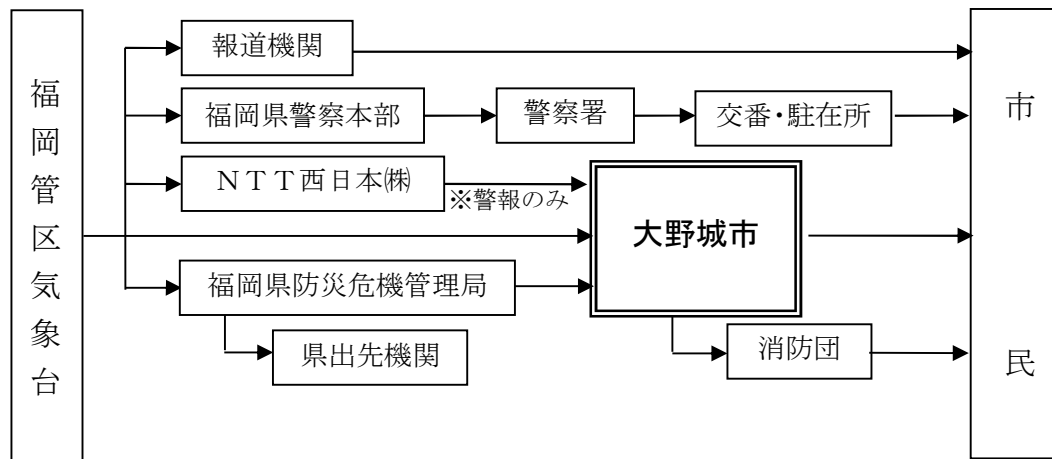 福岡管区気象台
報道機関
福岡県警察本部
警察署
交番・駐在所
ＮＴＴ西日本㈱
※警報のみ
大野城市
福岡県防災危機管理局
県出先機関
消防団
市民